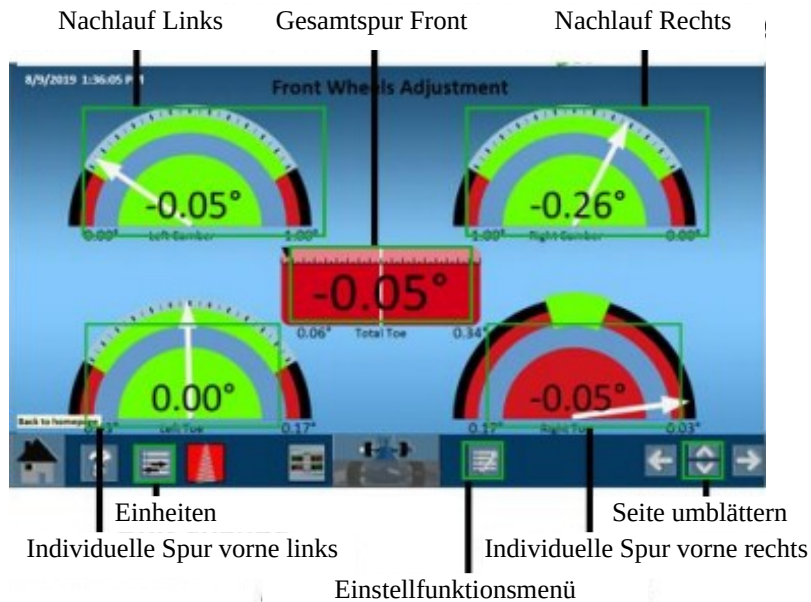 Nachlauf Links
Gesamtspur Front
Nachlauf Rechts
8/9/2019 1:36:05 PM
Front Wheels Adjustment
-0.05°
-0.26°
0.00°
Left Camber
1.00°
-1.00°
Right Camber
0.00°
-0.05°
0.06°
Total Toe
0.34°
0.00°
-0.05°
Back to homepage
Left Toe
0.17°
0.17°
Right Toe
0.03°
Einheiten
Seite umblättern
Individuelle Spur vorne links
Individuelle Spur vorne rechts
Einstellfunktionsmenü